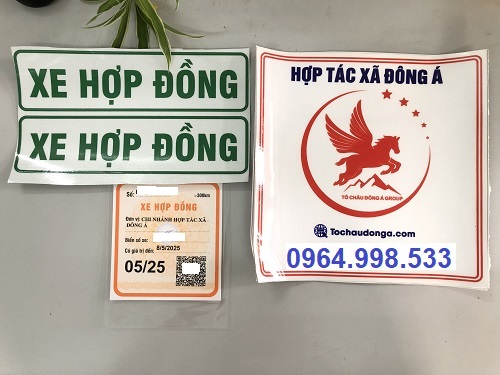 XE HỢP ĐỒNG
XE HỢP ĐỒNG
Số:
≥300km
XE HỢP ĐỒNG
Đơn vị: CHI NHÁNH HỢP TÁC XÃ
ĐÔNG Á
Biển số xe:
Có giá trị đến: 8/5/2025
05/25
HỢP TÁC XÃ ĐÔNG Á
TÔ CHÂU ĐÔNG Á GROUP
Tochaudonga.com
0964.998.533